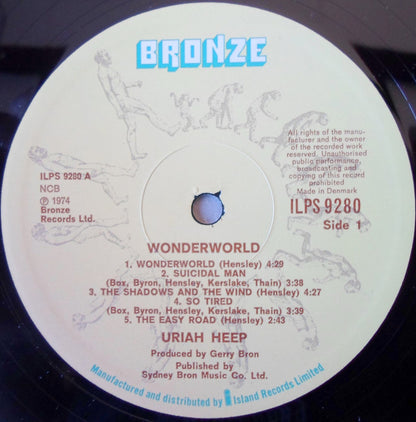 BRONZE
All rights of the manu-
facturer and the owner
of the recorded work
reserved. Unauthorised
public performance,
broadcasting and
copying of this record
prohibited
Made in Denmark
ILPS 9280 A
NCB
Ⓟ 1974
Bronze
Records Ltd.
ILPS 9280
Side 1
WONDERWORLD
1. WONDERWORLD (Hensley) 4:29
2. SUICIDAL MAN
(Box, Byron, Hensley, Kerslake, Thain) 3:38
3. THE SHADOWS AND THE WIND (Hensley) 4:27
4. SO TIRED
(Box, Byron, Hensley, Kerslake, Thain) 3:39
5. THE EASY ROAD (Hensley) 2:43
URIAH HEEP
Produced by Gerry Bron
Published by
Sydney Bron Music Co. Ltd.
Manufactured and distributed by Island Records Limited